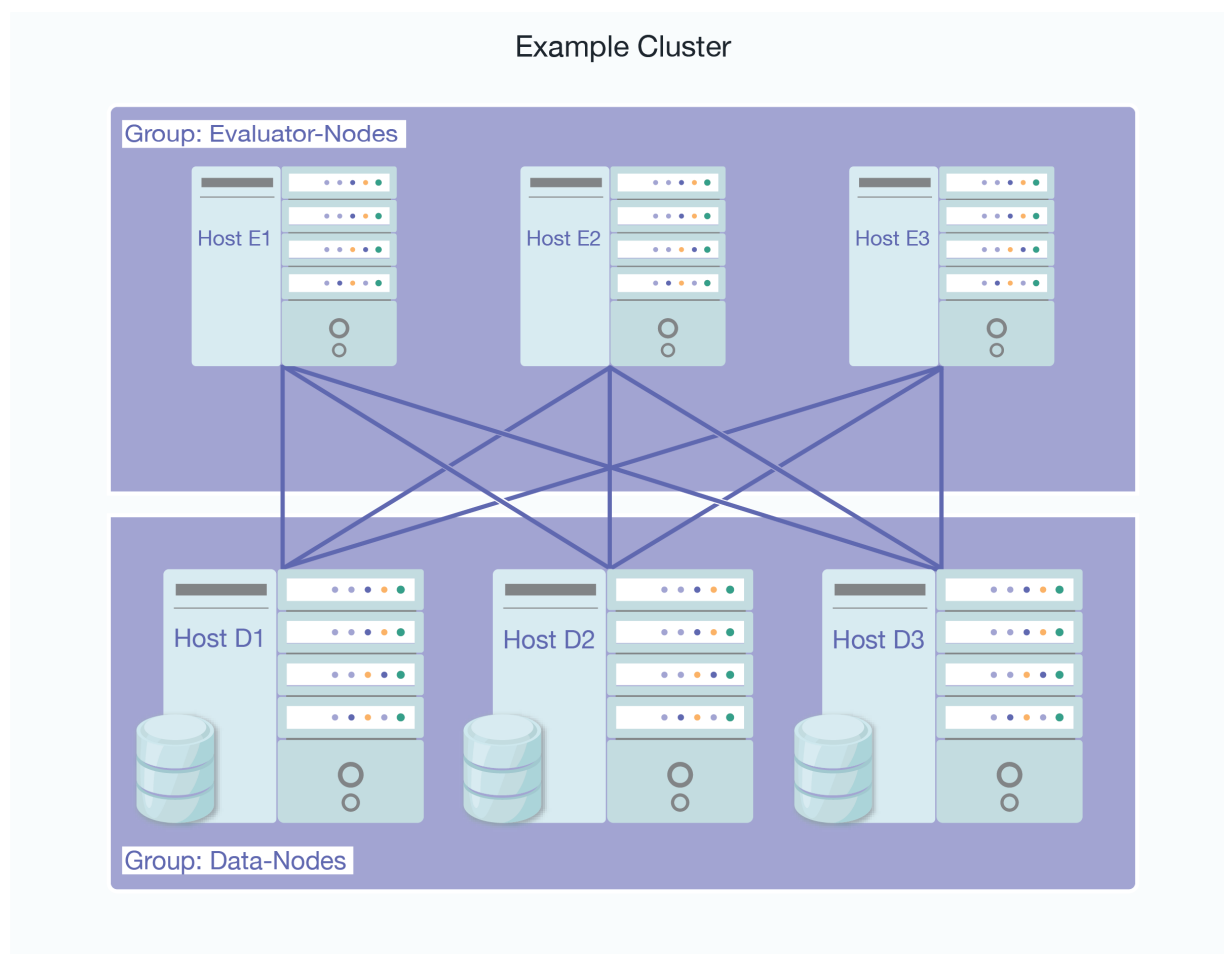 Example Cluster
Group: Evaluator-Nodes
Host E1
Host E2
Host E3
Host D1
Host D2
Host D3
Group: Data-Nodes